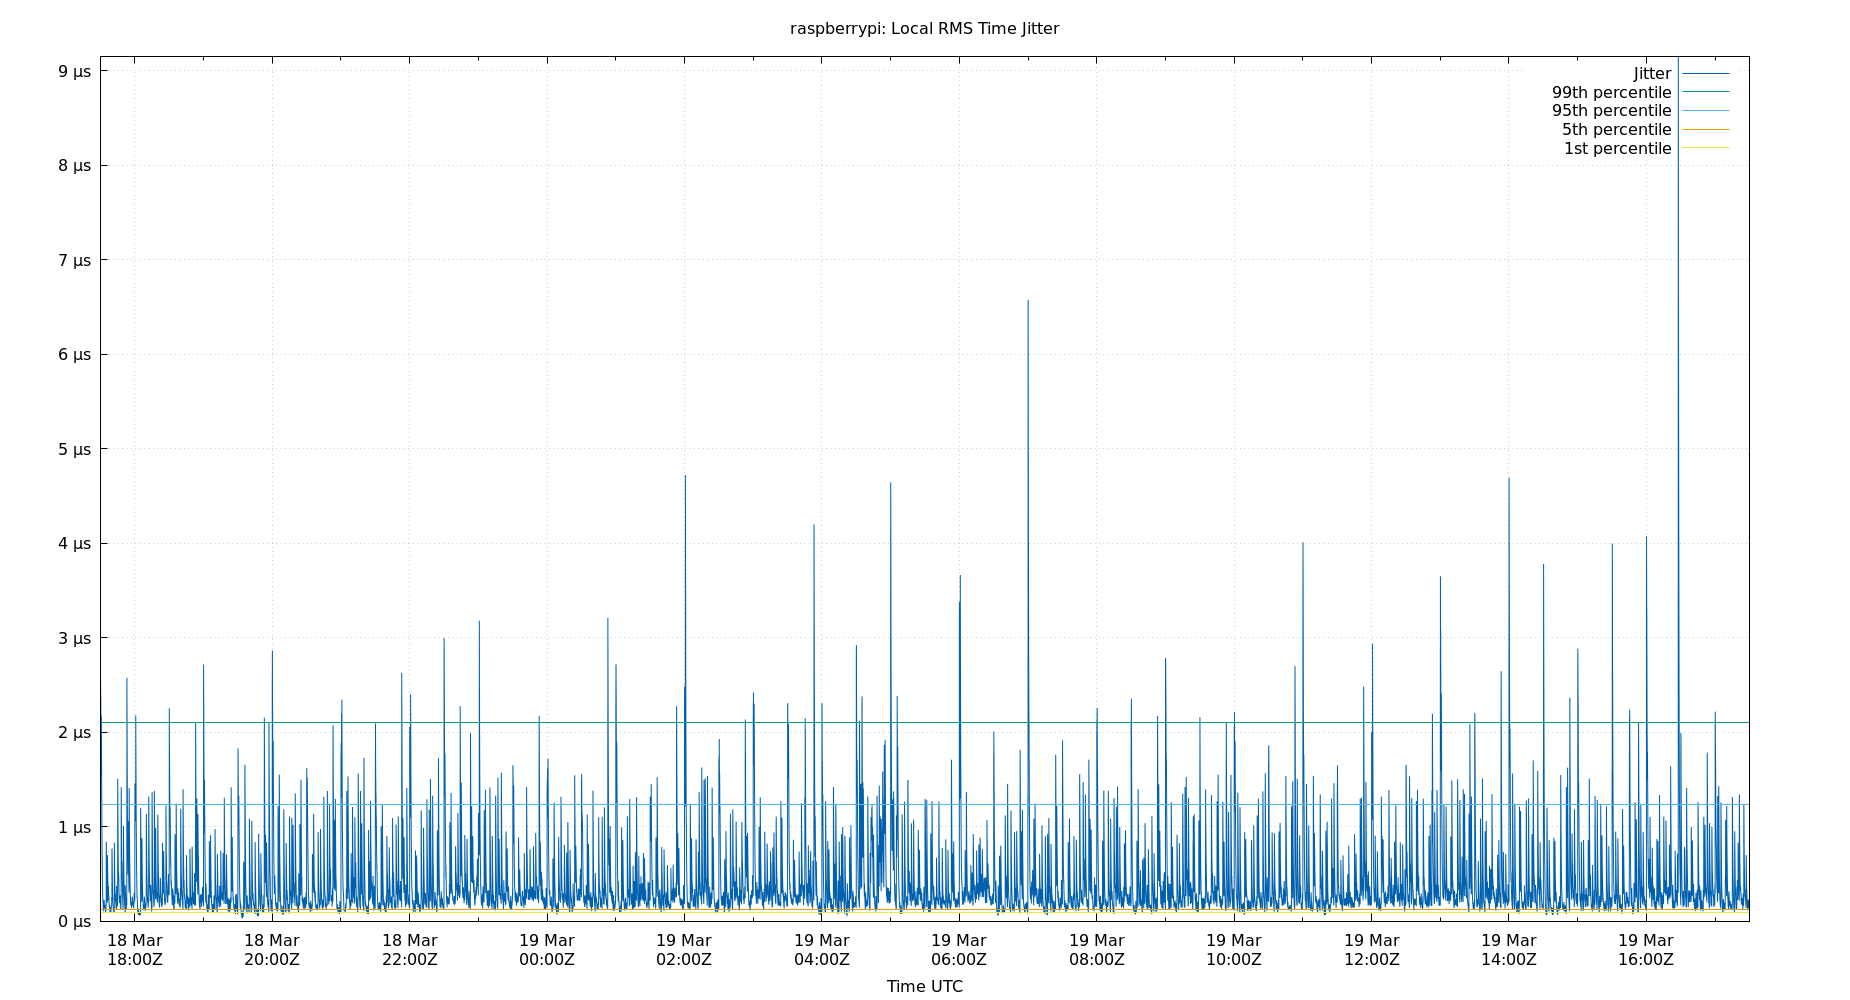 raspberrypi: Local RMS Time Jitter
9 µs
8 µs
7 µs
6 µs
5 µs
4 µs
3 µs
2 µs
1 µs
0 µs
Jitter
99th percentile
95th percentile
5th percentile
1st percentile
18 Mar 18 Mar 18 Mar 19 Mar 19 Mar 19 Mar 19 Mar 19 Mar 19 Mar 19 Mar 19 Mar 19 Mar
18:00Z 20:00Z 22:00Z 00:00Z 02:00Z 04:00Z 06:00Z 08:00Z 10:00Z 12:00Z 14:00Z 16:00Z
Time UTC